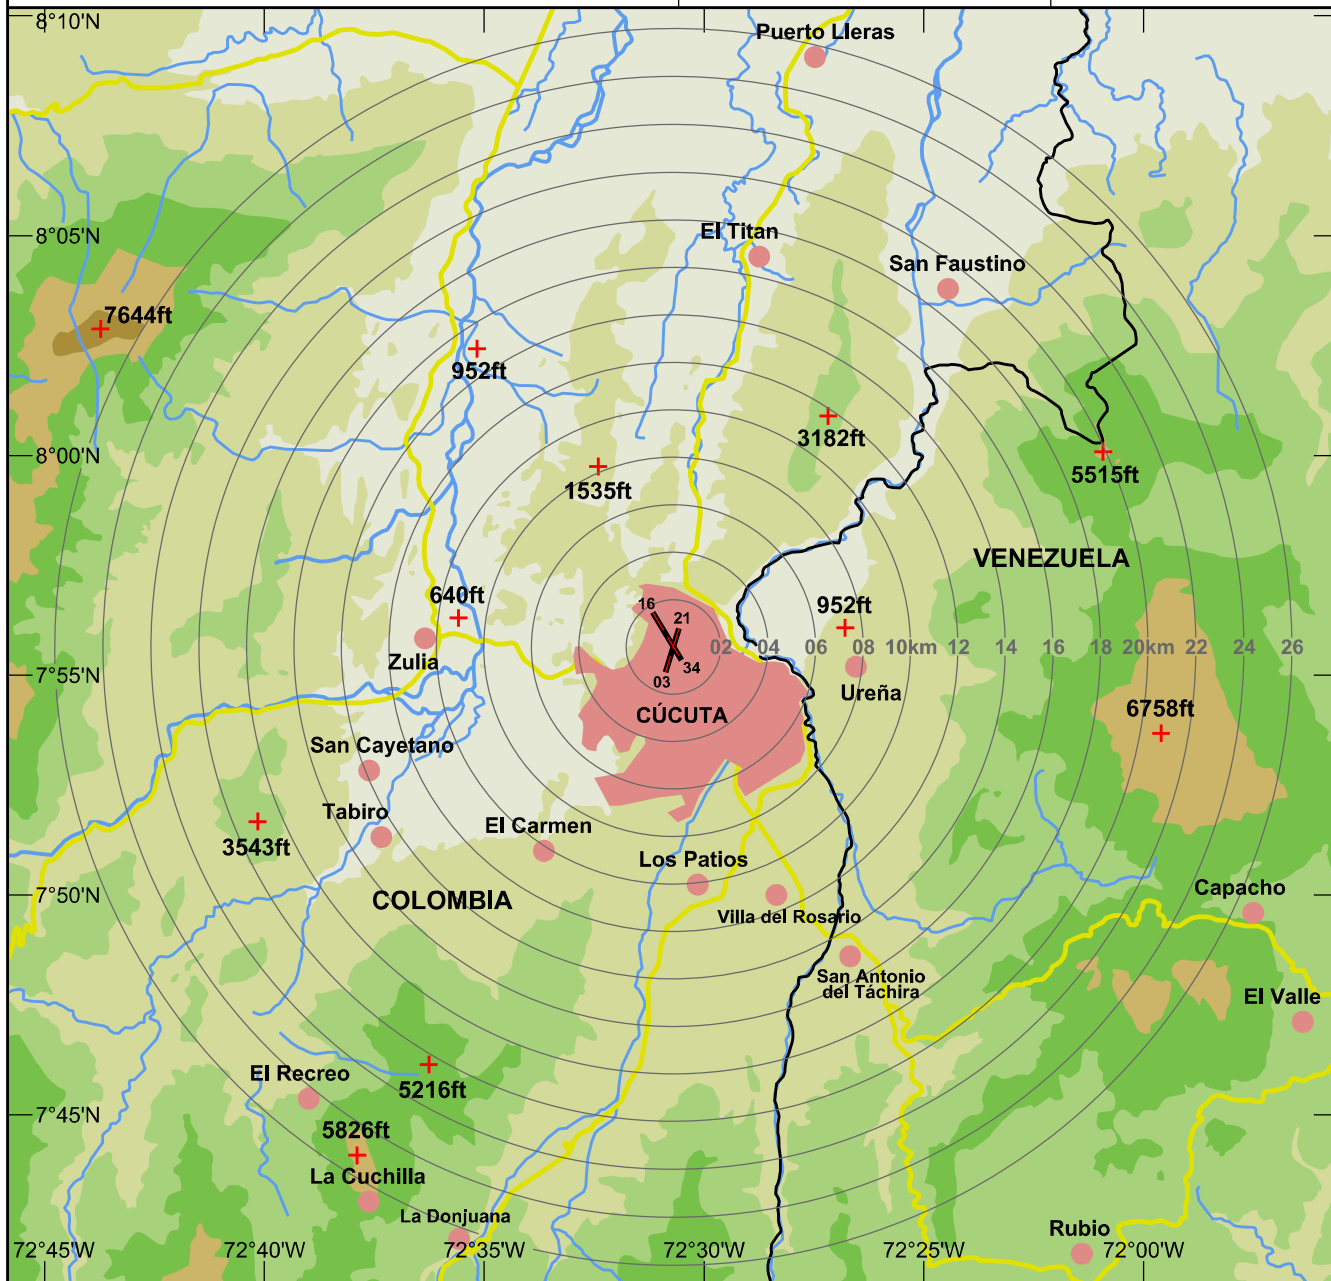 8°10'N
Puerto Lleras
8°05'N
El Titan
San Faustino
7644ft
952ft
3182ft
8°00'N
1535ft
5515ft
VENEZUELA
640ft
16
21
952ft
02 04 06 08 10km 12 14 16 18 20km 22 24 26
Zulia
34
03
7°55'N
Ureña
CÚCUTA
6758ft
San Cayetano
Tabiro
El Carmen
3543ft
Los Patios
Capacho
7°50'N
COLOMBIA
Villa del Rosario
San Antonio
del Táchira
El Valle
El Recreo
5216ft
7°45'N
5826ft
La Cuchilla
La Donjuana
Rubio
72°45'W 72°40'W 72°35'W 72°30'W 72°25'W 72°00'W